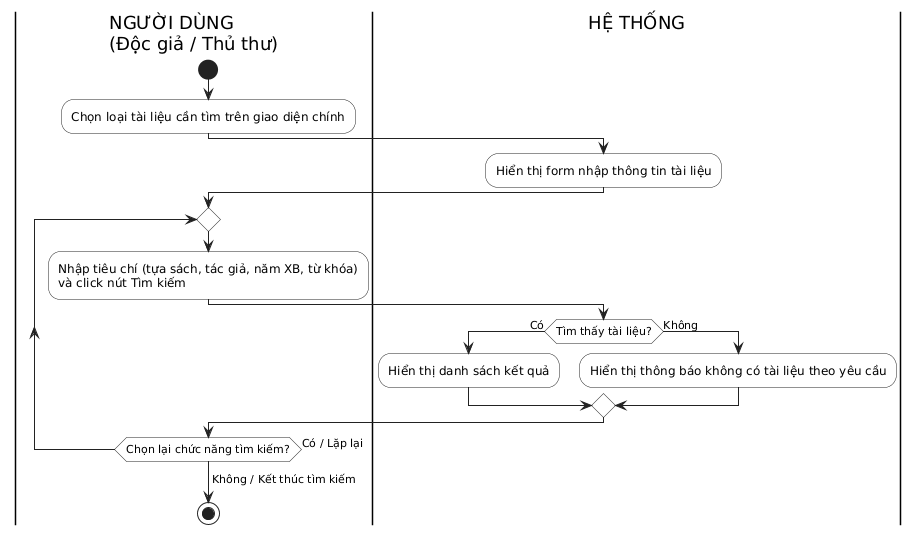 NGƯỜI DÙNG
(Độc giả / Thủ thư)
HỆ THỐNG
Chọn loại tài liệu cần tìm trên giao diện chính
Hiển thị form nhập thông tin tài liệu
Nhập tiêu chí (tựa sách, tác giả, năm XB, từ khóa)
và click nút Tìm kiếm
Có
Tìm thấy tài liệu?
Không
Hiển thị danh sách kết quả
Hiển thị thông báo không có tài liệu theo yêu cầu
Chọn lại chức năng tìm kiếm?
Có / Lặp lại
Không / Kết thúc tìm kiếm